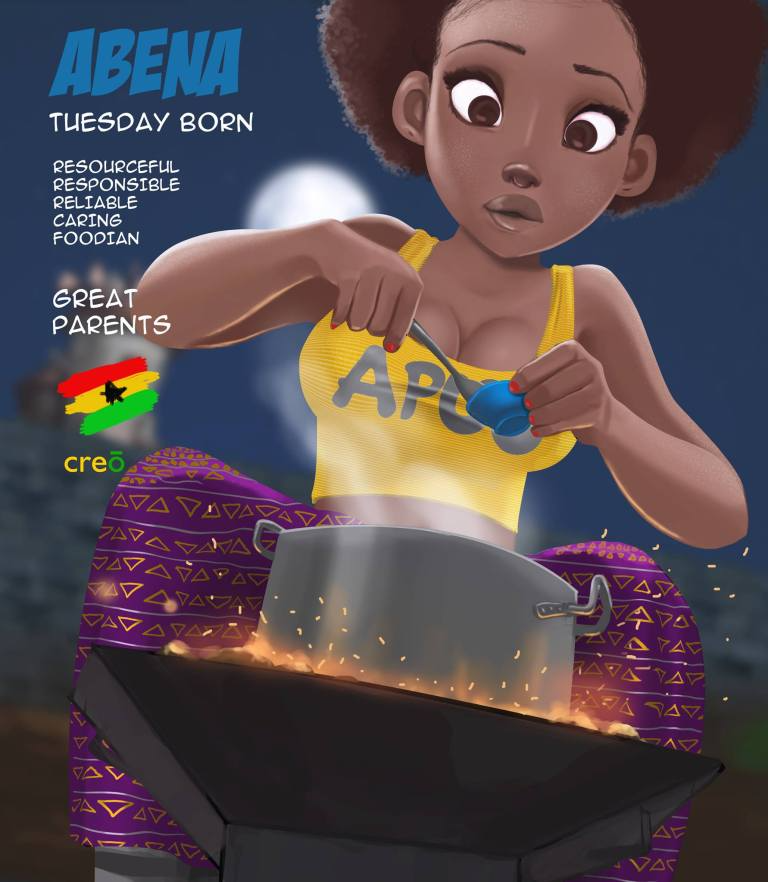 ABENA
TUESDAY BORN
RESOURCEFUL
RESPONSIBLE
RELIABLE
CARING
FOODIAN
GREAT
PARENTS
creō